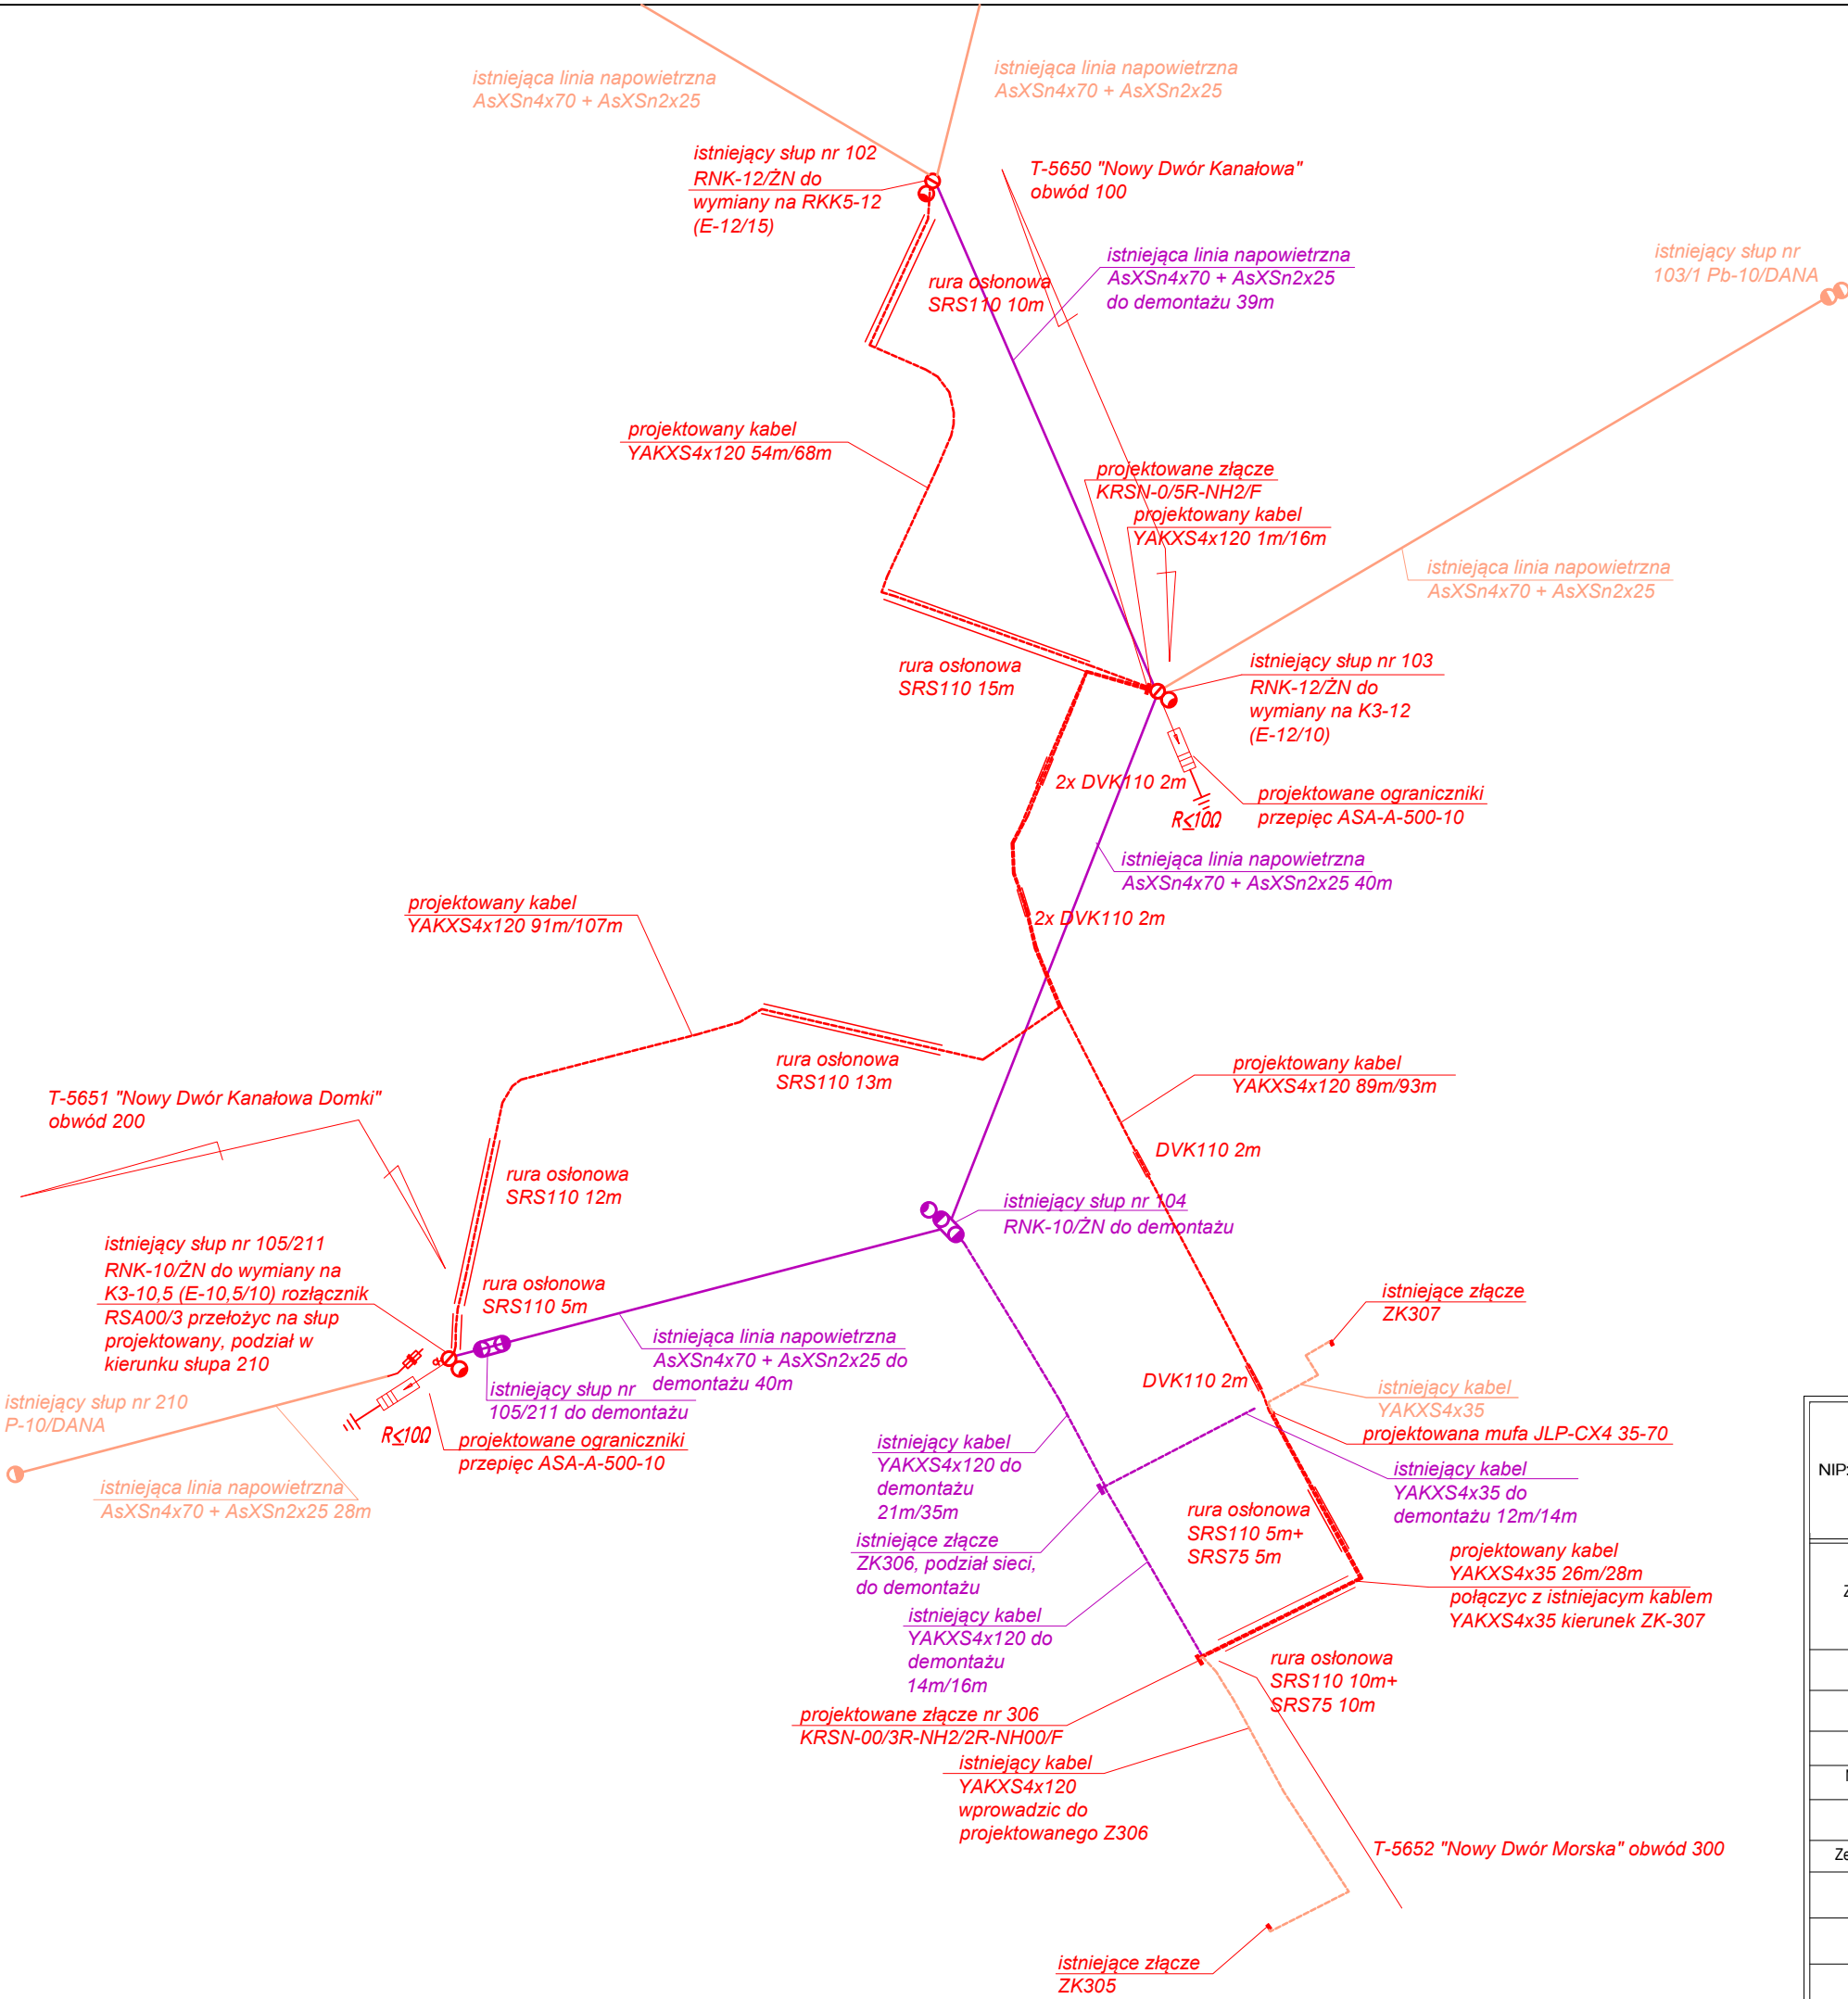 istniejąca linia napowietrzna
AsXSn4x70 + AsXSn2x25
istniejąca linia napowietrzna
AsXSn4x70 + AsXSn2x25
istniejący słup nr 102
RNK-12/ŻN do
wymiany na RKK5-12
(E-12/15)
T-5650 "Nowy Dwór Kanałowa"
obwód 100
istniejąca linia napowietrzna
AsXSn4x70 + AsXSn2x25
do demontażu 39m
istniejący słup nr
103/1 Pb-10/DANA
rura osłonowa
SRS110 10m
projektowany kabel
YAKXS4x120 54m/68m
projektowane złącze
KRSN-0/5R-NH2/F
projektowany kabel
YAKXS4x120 1m/16m
istniejąca linia napowietrzna
AsXSn4x70 + AsXSn2x25
rura osłonowa
SRS110 15m
istniejący słup nr 103
RNK-12/ŻN do
wymiany na K3-12
(E-12/10)
2x DVK110 2m
R≤10Ω
projektowane ograniczniki
przepięc ASA-A-500-10
istniejąca linia napowietrzna
AsXSn4x70 + AsXSn2x25 40m
projektowany kabel
YAKXS4x120 91m/107m
2x DVK110 2m
rura osłonowa
SRS110 13m
projektowany kabel
YAKXS4x120 89m/93m
T-5651 "Nowy Dwór Kanałowa Domki"
obwód 200
DVK110 2m
rura osłonowa
SRS110 12m
istniejący słup nr 104
RNK-10/ŻN do demontażu
istniejący słup nr 105/211
RNK-10/ŻN do wymiany na
K3-10,5 (E-10,5/10) rozłącznik
RSA00/3 przełożyc na słup
projektowany, podział w
kierunku słupa 210
rura osłonowa
SRS110 5m
istniejące złącze
ZK307
istniejąca linia napowietrzna
AsXSn4x70 + AsXSn2x25 do
demontażu 40m
istniejący słup nr
105/211 do demontażu
DVK110 2m
istniejący kabel
YAKXS4x35
istniejący słup nr 210
P-10/DANA
R≤10Ω
projektowane ograniczniki
przepięc ASA-A-500-10
projektowana mufa JLP-CX4 35-70
istniejący kabel
YAKXS4x120 do
demontażu
21m/35m
istniejący kabel
YAKXS4x35 do
demontażu 12m/14m
NIP:
istniejąca linia napowietrzna
AsXSn4x70 + AsXSn2x25 28m
rura osłonowa
SRS110 5m+
SRS75 5m
istniejące złącze
ZK306, podział sieci,
do demontażu
projektowany kabel
YAKXS4x35 26m/28m
połączyc z istniejacym kablem
YAKXS4x35 kierunek ZK-307
istniejący kabel
YAKXS4x120 do
demontażu
14m/16m
rura osłonowa
SRS110 10m+
SRS75 10m
projektowane złącze nr 306
KRSN-00/3R-NH2/2R-NH00/F
istniejący kabel
YAKXS4x120
wprowadzic do
projektowanego Z306
T-5652 "Nowy Dwór Morska" obwód 300
istniejące złącze
ZK305